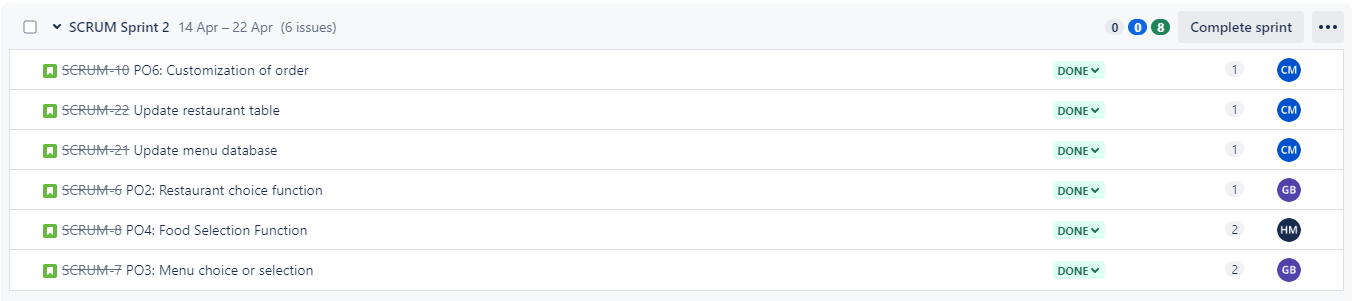 SCRUM Sprint 2 14 Apr – 22 Apr (6 issues) 0 0 8 Complete sprint
SCRUM-10 PO6: Customization of order DONE 1 CM
SCRUM-22 Update restaurant table DONE 1 CM
SCRUM-21 Update menu database DONE 1 CM
SCRUM-6 PO2: Restaurant choice function DONE 1 GB
SCRUM-8 PO4: Food Selection Function DONE 2 HM
SCRUM-7 PO3: Menu choice or selection DONE 2 GB